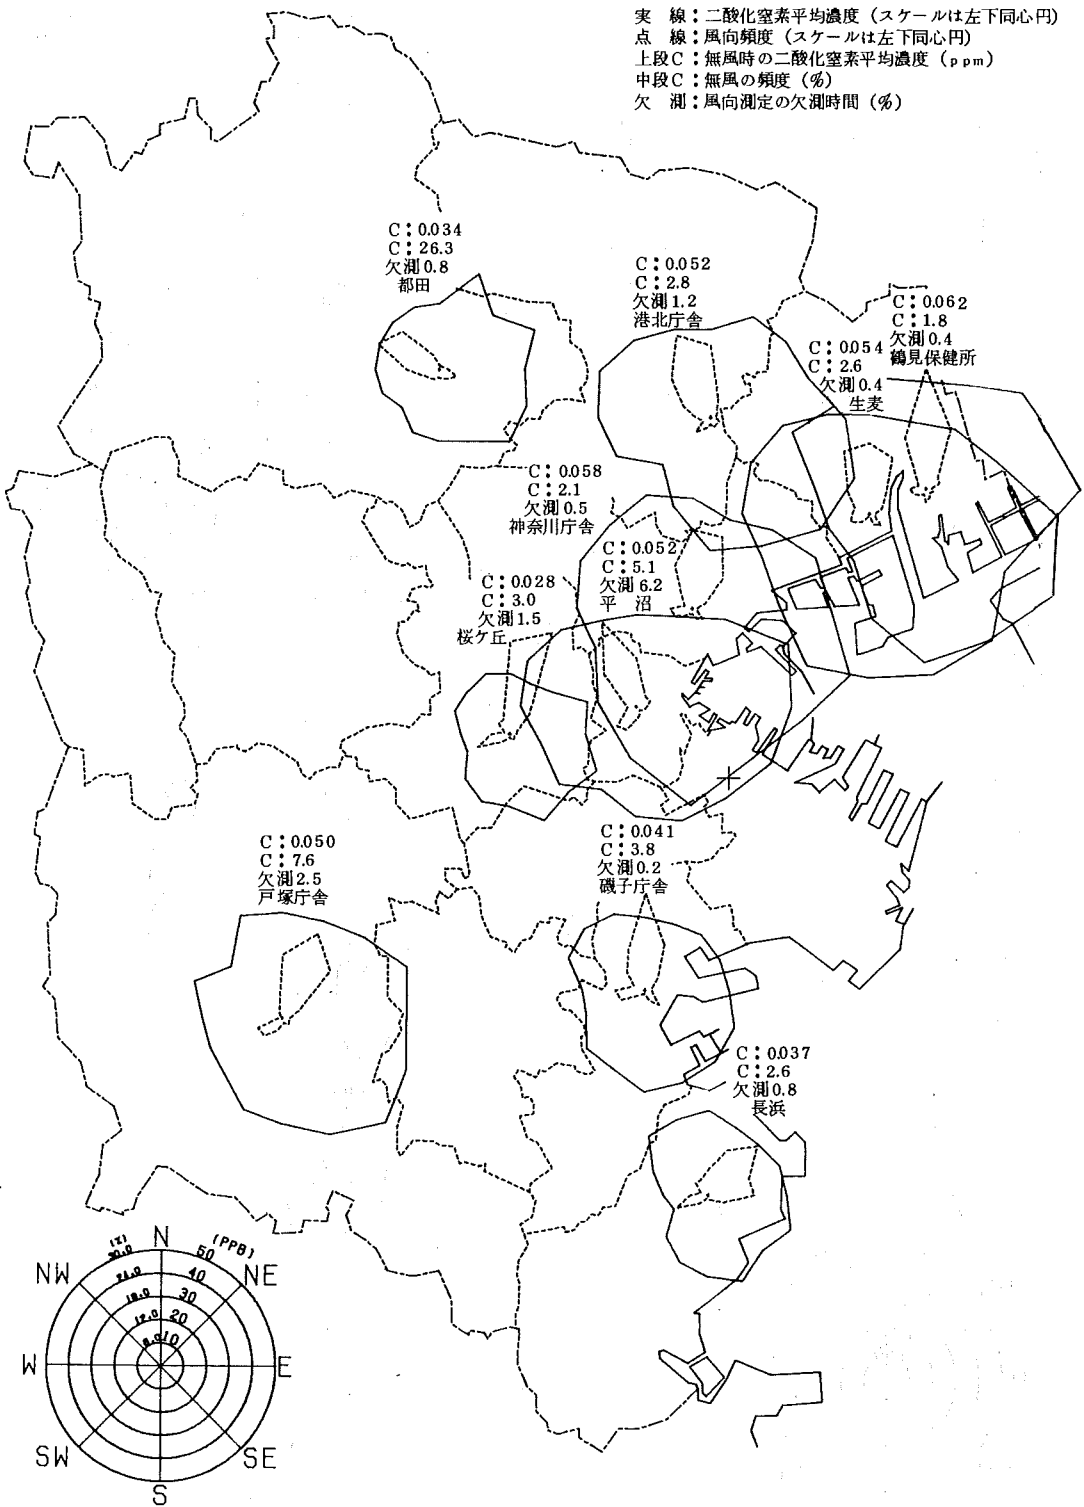 実　線：二酸化窒素平均濃度（スケールは左下同心円）
点　線：風向頻度（スケールは左下同心円）
上段C：無風時の二酸化窒素平均濃度（ppm）
中段C：無風の頻度（%）
欠　測：風向測定の欠測時間（%）
C：0.034
C：26.3
欠測0.8
都田
C：0.052
C：2.8
欠測1.2
港北庁舎
C：0.062
C：1.8
欠測0.4
鶴見保健所
C：0.054
C：2.6
欠測0.4
生麦
C：0.058
C：2.1
欠測0.5
神奈川庁舎
C：0.052
C：5.1
欠測6.2
平　沼
C：0.028
C：3.0
欠測1.5
桜ケ丘
C：0.050
C：7.6
欠測2.5
戸塚庁舎
C：0.041
C：3.8
欠測0.2
磯子庁舎
C：0.037
C：2.6
欠測0.8
長浜
N
(%) (PPB)
30.0 50
NW NE
24.0 40
18.0 30
12.0 20
6.0 10
W E
SW SE
S